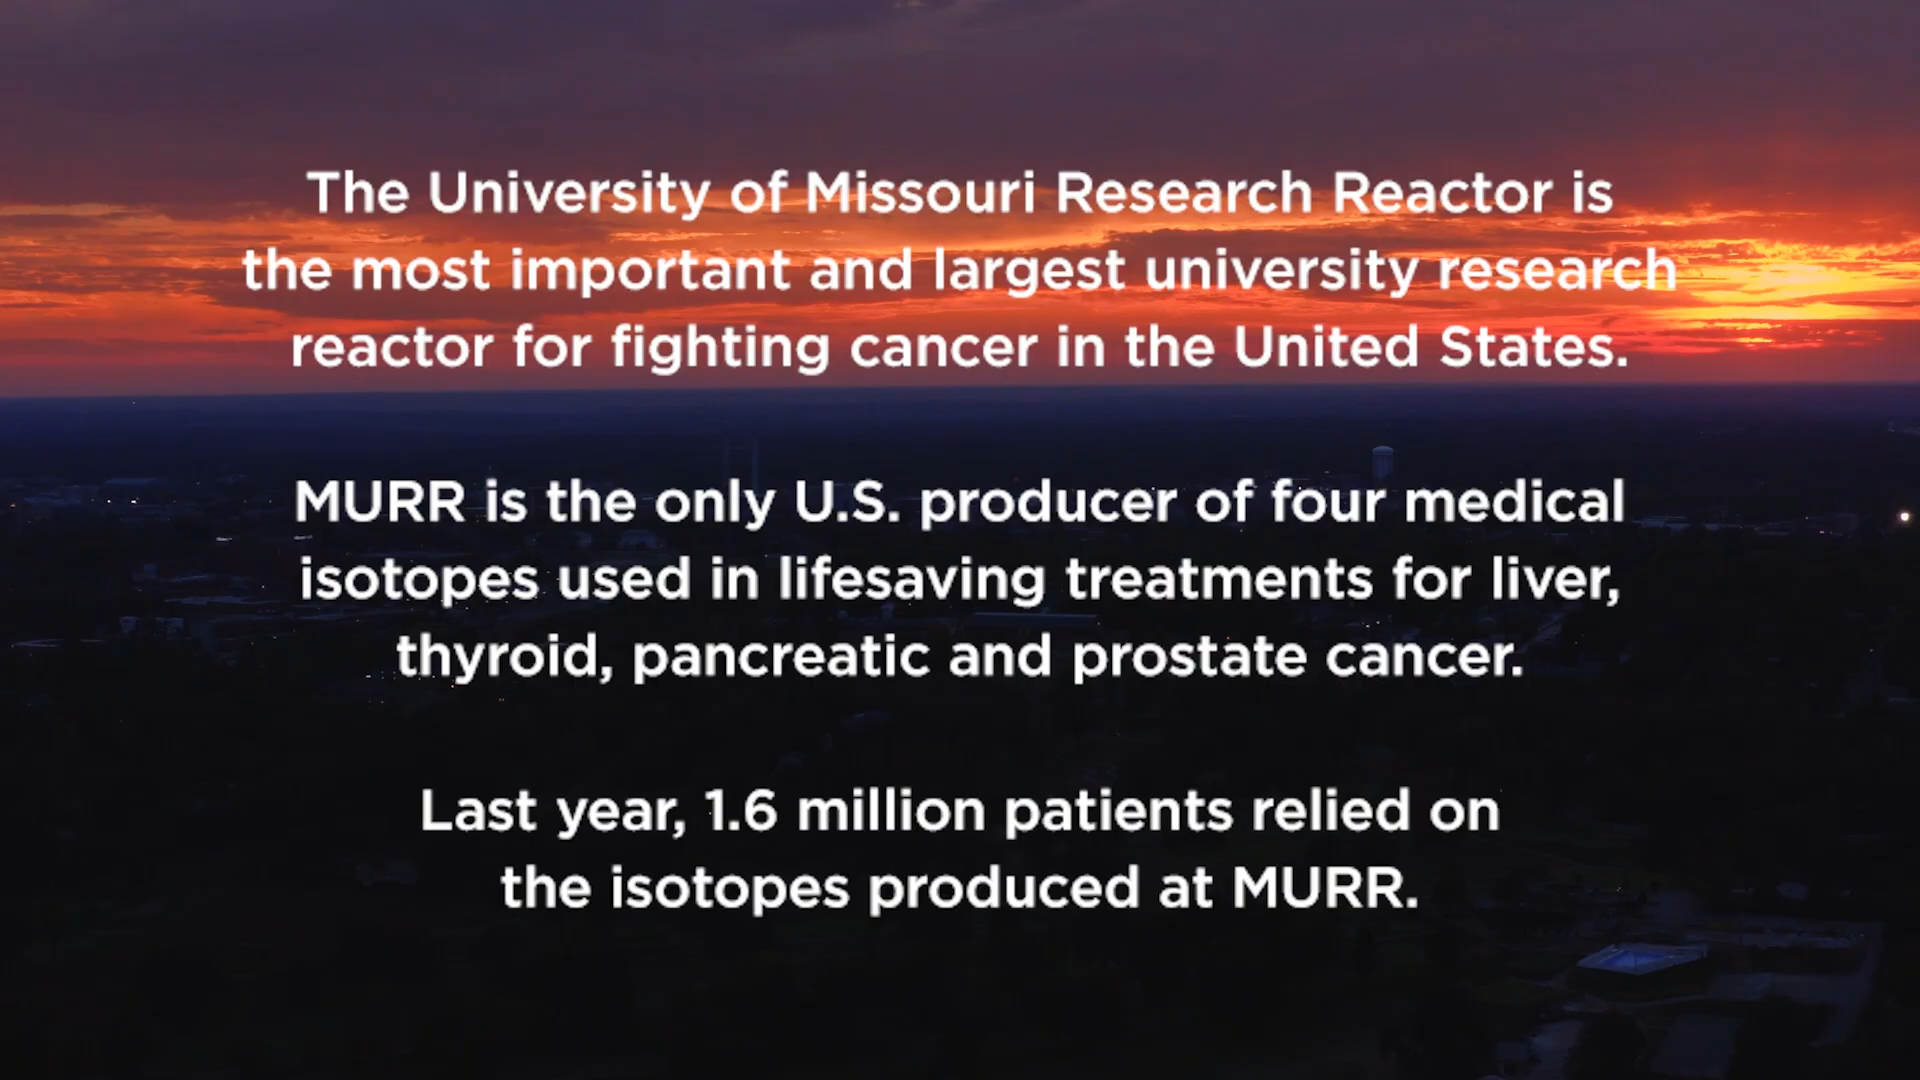 The University of Missouri Research Reactor is
the most important and largest university research
reactor for fighting cancer in the United States.
MURR is the only U.S. producer of four medical
isotopes used in lifesaving treatments for liver,
thyroid, pancreatic and prostate cancer.
Last year, 1.6 million patients relied on
the isotopes produced at MURR.